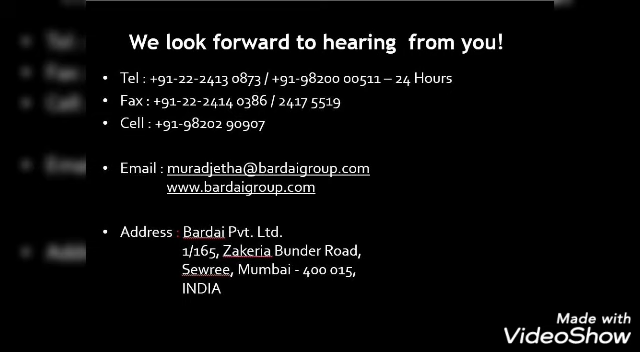 We look forward to hearing from you!
• Tel : +91-22-2413 0873 / +91-98200 00511 – 24 Hours
• Fax : +91-22-2414 0386 / 2417 5519
• Cell : +91-98202 90907
• Email : muradjetha@bardaigroup.com
www.bardaigroup.com
• Address : Bardai Pvt. Ltd.
1/165, Zakeria Bunder Road,
Sewree, Mumbai - 400 015,
INDIA
Made with
VideoShow